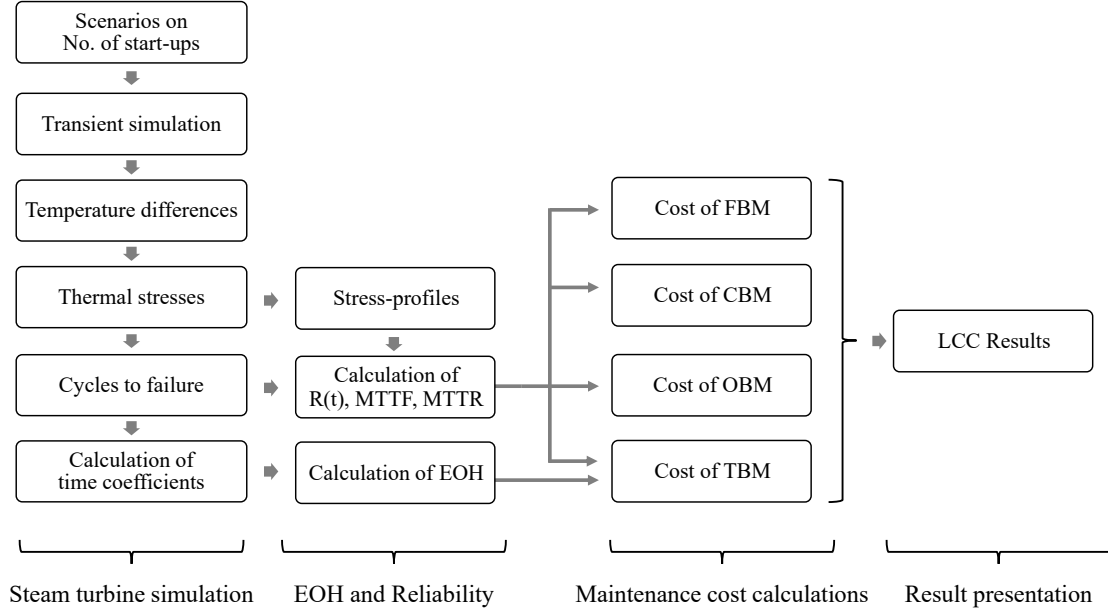 Scenarios on
No. of start-ups
Transient simulation
Temperature differences
Thermal stresses
Cycles to failure
Calculation of
time coefficients
Stress-profiles
Calculation of
R(t), MTTF, MTTR
Calculation of EOH
Cost of FBM
Cost of CBM
Cost of OBM
Cost of TBM
LCC Results
Steam turbine simulation
EOH and Reliability
Maintenance cost calculations
Result presentation